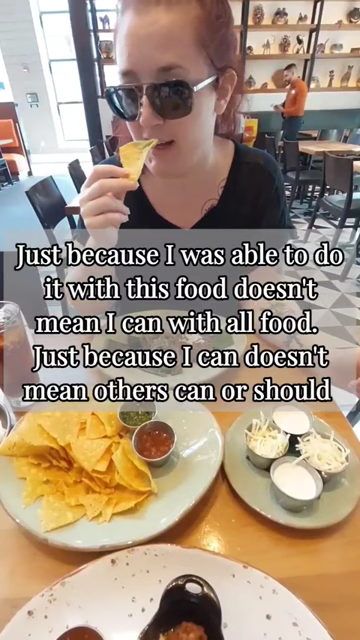 Just because I was able to do
it with this food doesn't
mean I can with all food.
Just because I can doesn't
mean others can or should